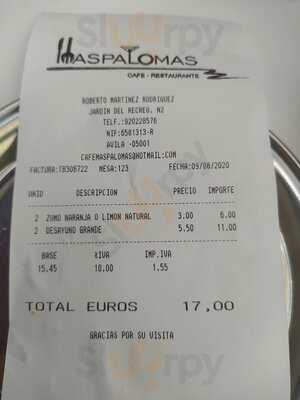 MASPALOMAS
CAFE - RESTAURANTE
ROBERTO MARTINEZ RODRIGUEZ
JARDIN DEL RECREO, N2
TELF.:920228576
NIF:6581313-R
AVILA -05001
CAFEMASPALOMAS@HOTMAIL:COM
FACTURA:TB306722 MESA:123 FECHA:09/08/2020
UNID DESCRIPCION PRECIO IMPORTE
2 ZUMO NARANJA O LIMON NATURAL 3.00 6.00
2 DESAYUNO GRANDE 5.50 11.00
BASE %IVA IMP.IVA
15.45 10.00 1.55
TOTAL EUROS 17,00
GRACIAS POR SU VISITA
Sluurpy